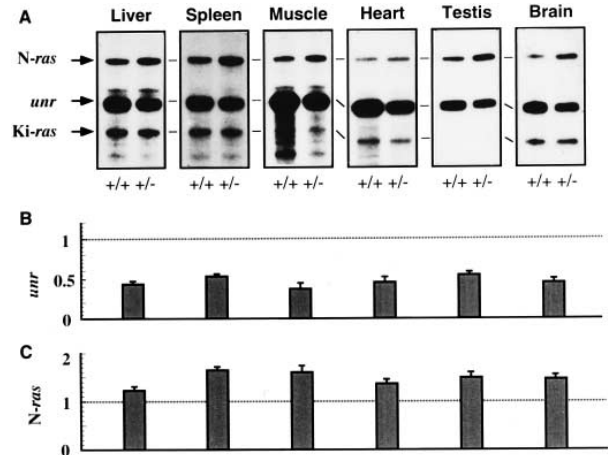 A
Liver Spleen Muscle Heart Testis Brain
N-ras
unr
Ki-ras
+/+ +/- +/+ +/- +/+ +/- +/+ +/- +/+ +/- +/+ +/-
B
unr
1
0.5
0
C
N-ras
2
1
0